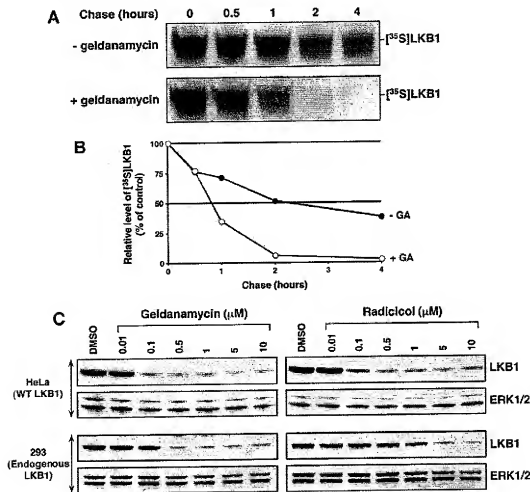 A
Chase (hours)
0 0.5 1 2 4
- geldanamycin
[³⁵S]LKB1
+ geldanamycin
[³⁵S]LKB1
B
Relative level of [³⁵S]LKB1
(% of control)
100
75
50
25
0
0 1 2 3 4
Chase (hours)
- GA
+ GA
C
Geldanamycin (µM)
Radicicol (µM)
DMSO 0.01 0.1 0.5 1 5 10
DMSO 0.01 0.1 0.5 1 5 10
HeLa
(WT LKB1)
LKB1
ERK1/2
293
(Endogenous
LKB1)
LKB1
ERK1/2